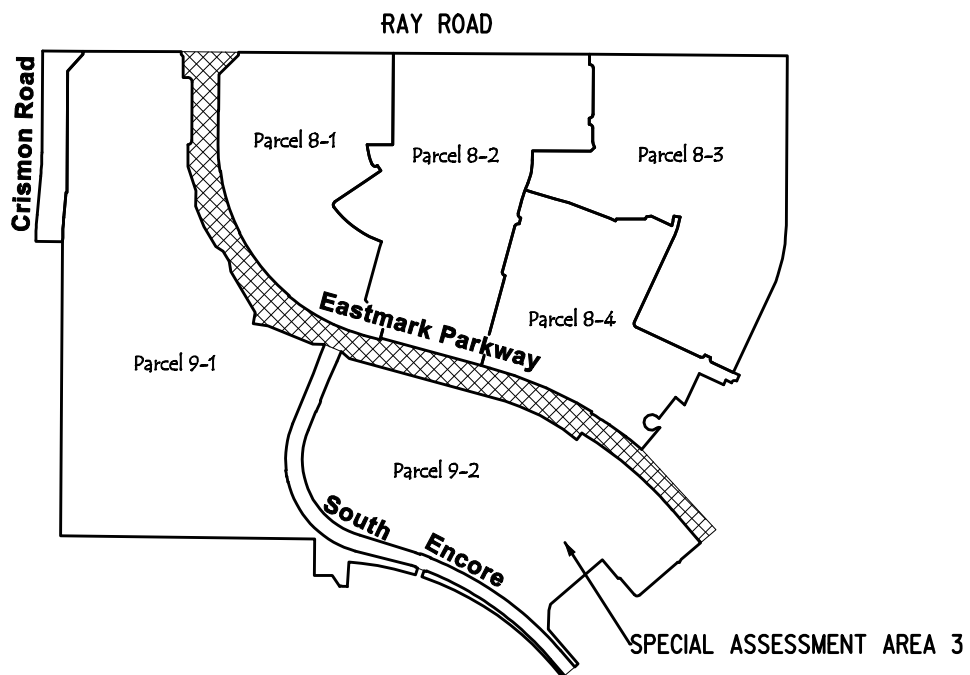 RAY ROAD
Crismon Road
Parcel 8-1
Parcel 8-2
Parcel 8-3
Eastmark Parkway
Parcel 8-4
Parcel 9-1
Parcel 9-2
South Encore
SPECIAL ASSESSMENT AREA 3